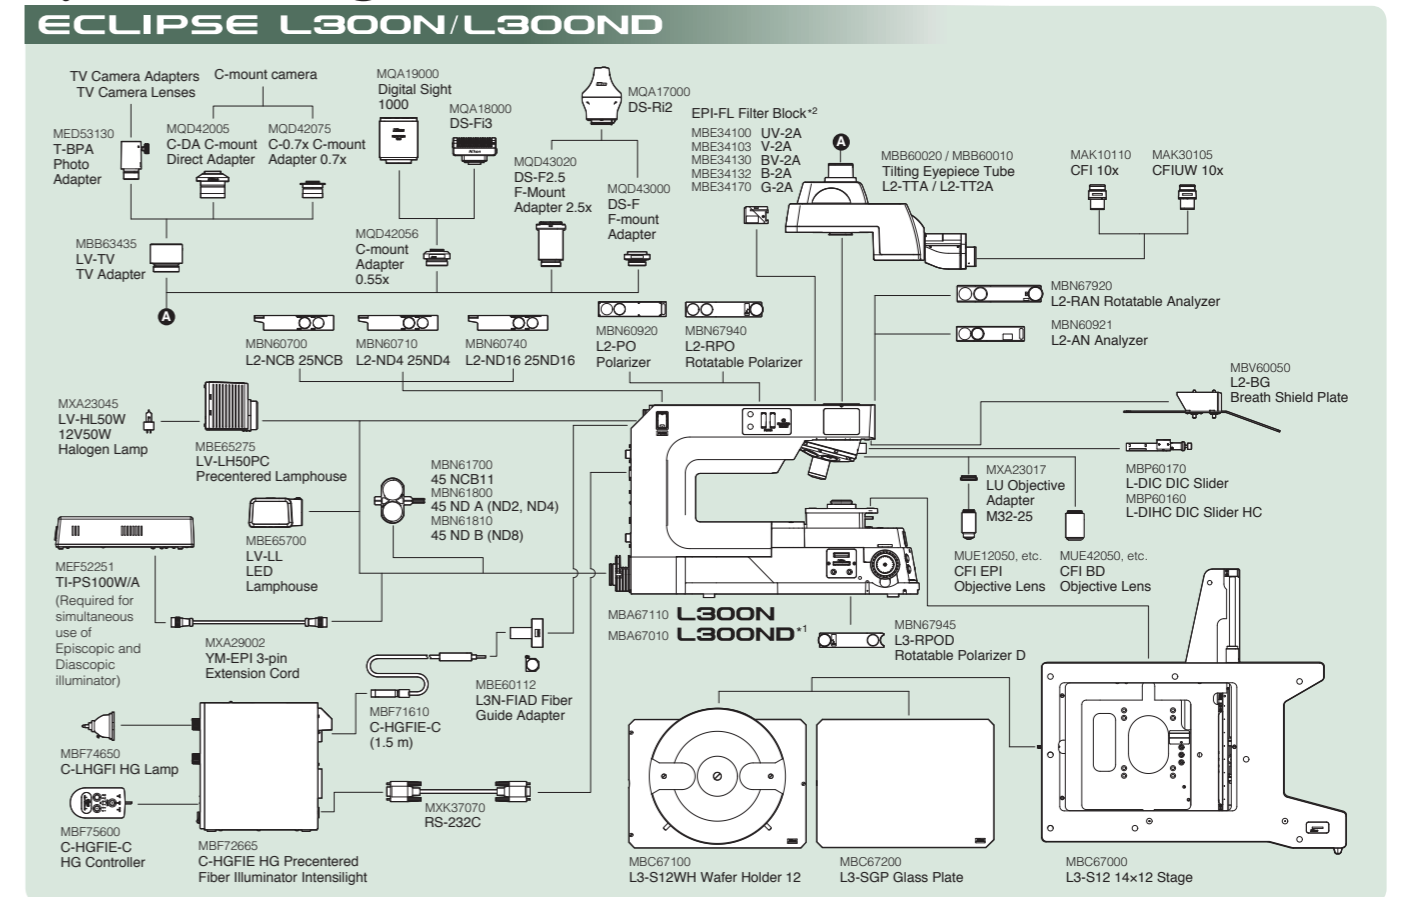 ECLIPSE L300N/L300ND
TV Camera Adapters
TV Camera Lenses
C-mount camera
MED53130
T-BPA
Photo
Adapter
MQD42005
C-DA C-mount
Direct Adapter
MQD42075
C-0.7x C-mount
Adapter 0.7x
MQA19000
Digital Sight
1000
MQA18000
DS-Fi3
MQA17000
DS-Ri2
MQD43020
DS-F2.5
F-Mount
Adapter 2.5x
MQD43000
DS-F
F-mount
Adapter
MQD42056
C-mount
Adapter
0.55x
MBB63435
LV-TV
TV Adapter
A
EPI-FL Filter Block*2
MBE34100 UV-2A
MBE34103 V-2A
MBE34130 BV-2A
MBE34132 B-2A
MBE34170 G-2A
A
MBB60020 / MBB60010
Tilting Eyepiece Tube
L2-TTA / L2-TT2A
MAK10110
CFI 10x
MAK30105
CFIUW 10x
MBN60700
L2-NCB 25NCB
MBN60710
L2-ND4 25ND4
MBN60740
L2-ND16 25ND16
MBN60920
L2-PO
Polarizer
MBN67940
L2-RPO
Rotatable Polarizer
MBN67920
L2-RAN Rotatable Analyzer
MBN60921
L2-AN Analyzer
MBV60050
L2-BG
Breath Shield Plate
MXA23045
LV-HL50W
12V50W
Halogen Lamp
MBE65275
LV-LH50PC
Precentered Lamphouse
MBN61700
45 NCB11
MBN61800
45 ND A (ND2, ND4)
MBN61810
45 ND B (ND8)
MBE65700
LV-LL
LED
Lamphouse
MXA23017
LU Objective
Adapter
M32-25
MBP60170
L-DIC DIC Slider
MBP60160
L-DIHC DIC Slider HC
MUE12050, etc.
CFI EPI
Objective Lens
MUE42050, etc.
CFI BD
Objective Lens
MEF52251
TI-PS100W/A
(Required for
simultaneous
use of
Episcopic and
Diascopic
illuminator)
MXA29002
YM-EPI 3-pin
Extension Cord
MBA67110 L300N
MBA67010 L300ND*1
MBN67945
L3-RPOD
Rotatable Polarizer D
MBE60112
L3N-FIAD Fiber
Guide Adapter
MBF71610
C-HGFIE-C
(1.5 m)
MBF74650
C-LHGFI HG Lamp
MXK37070
RS-232C
MBF75600
C-HGFIE-C
HG Controller
MBF72665
C-HGFIE HG Precentered
Fiber Illuminator Intensilight
MBC67100
L3-S12WH Wafer Holder 12
MBC67200
L3-SGP Glass Plate
MBC67000
L3-S12 14×12 Stage